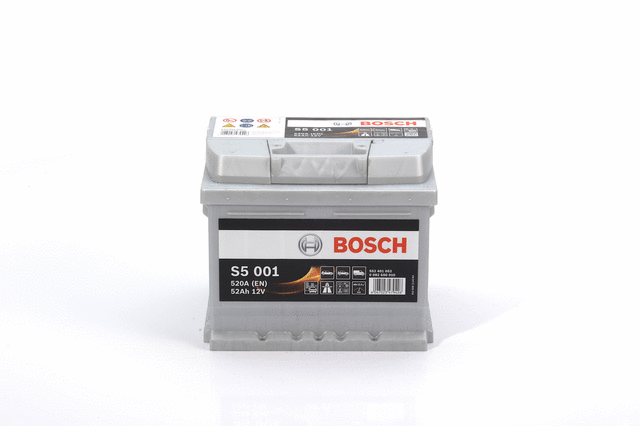 BOSCH
S5 001
BOSCH
S5 001
520A (EN)
52Ah 12V